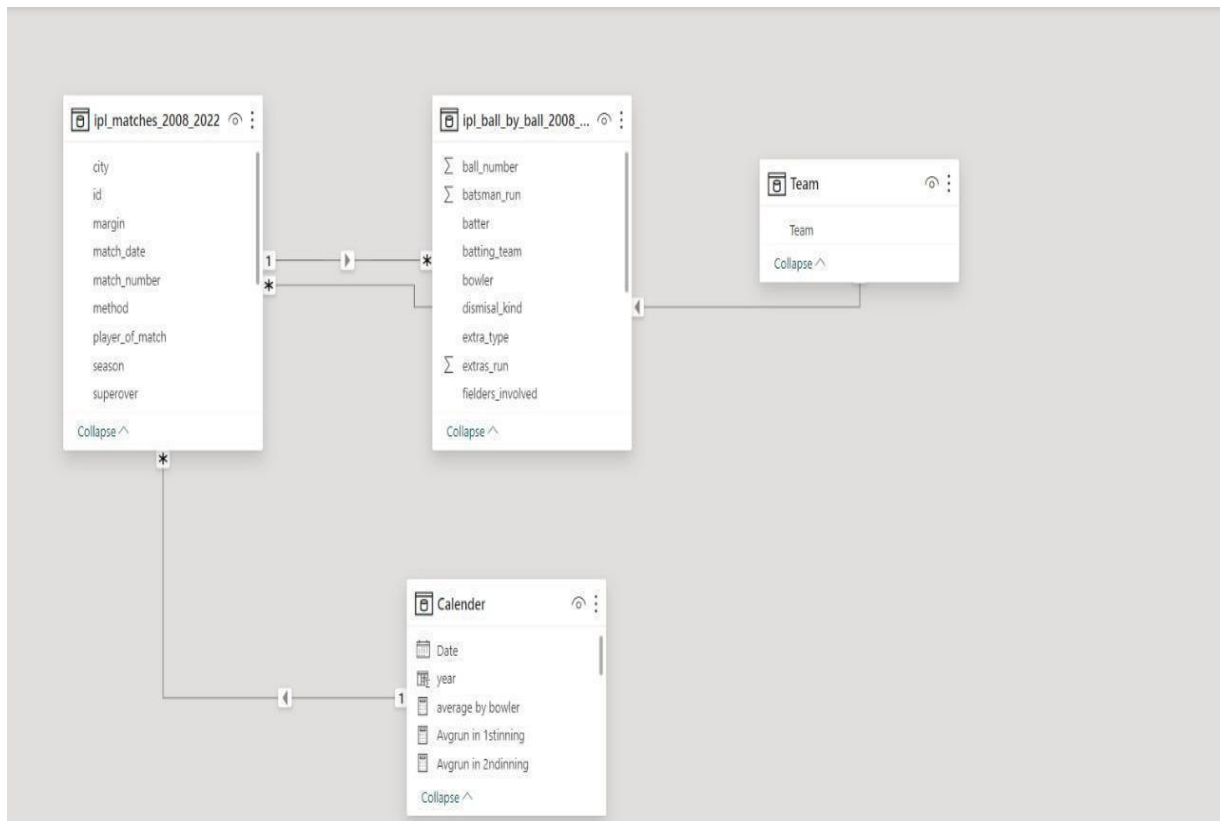 ipl_matches_2008_2022
city
id
margin
match_date
match_number
method
player_of_match
season
superover
Collapse
1
*
*
ipl_ball_by_ball_2008_...
ball_number
batsman_run
batter
batting_team
bowler
dismisal_kind
extra_type
extras_run
fielders_involved
Collapse
*
Team
Team
Collapse
*
1
Calender
Date
year
average by bowler
Avgrun in 1stinning
Avgrun in 2ndinning
Collapse